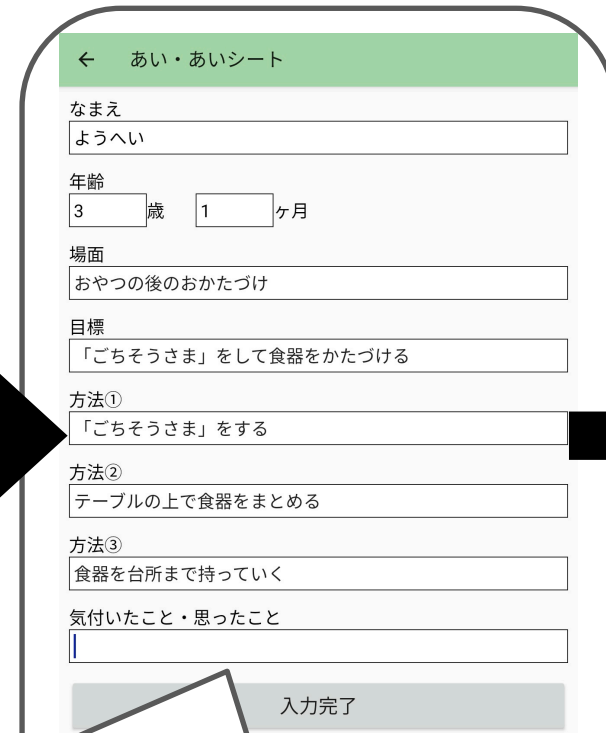 ← あい・あいシート
なまえ
ようへい
年齢
3 歳 1 ヶ月
場面
おやつの後のおかたづけ
目標
「ごちそうさま」をして食器をかたづける
方法①
「ごちそうさま」をする
方法②
テーブルの上で食器をまとめる
方法③
食器を台所まで持っていく
気付いたこと・思ったこと
入力完了